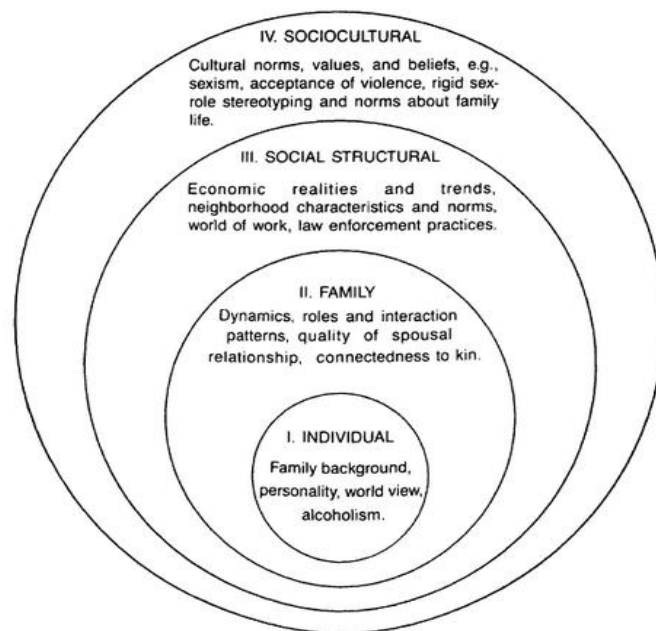 IV. SOCIOCULTURAL
Cultural norms, values, and beliefs, e.g.,
sexism, acceptance of violence, rigid sex-
role stereotyping and norms about family
life.
III. SOCIAL STRUCTURAL
Economic realities and trends,
neighborhood characteristics and norms,
world of work, law enforcement practices.
II. FAMILY
Dynamics, roles and interaction
patterns, quality of spousal
relationship, connectedness to kin.
I. INDIVIDUAL
Family background,
personality, world view,
alcoholism.